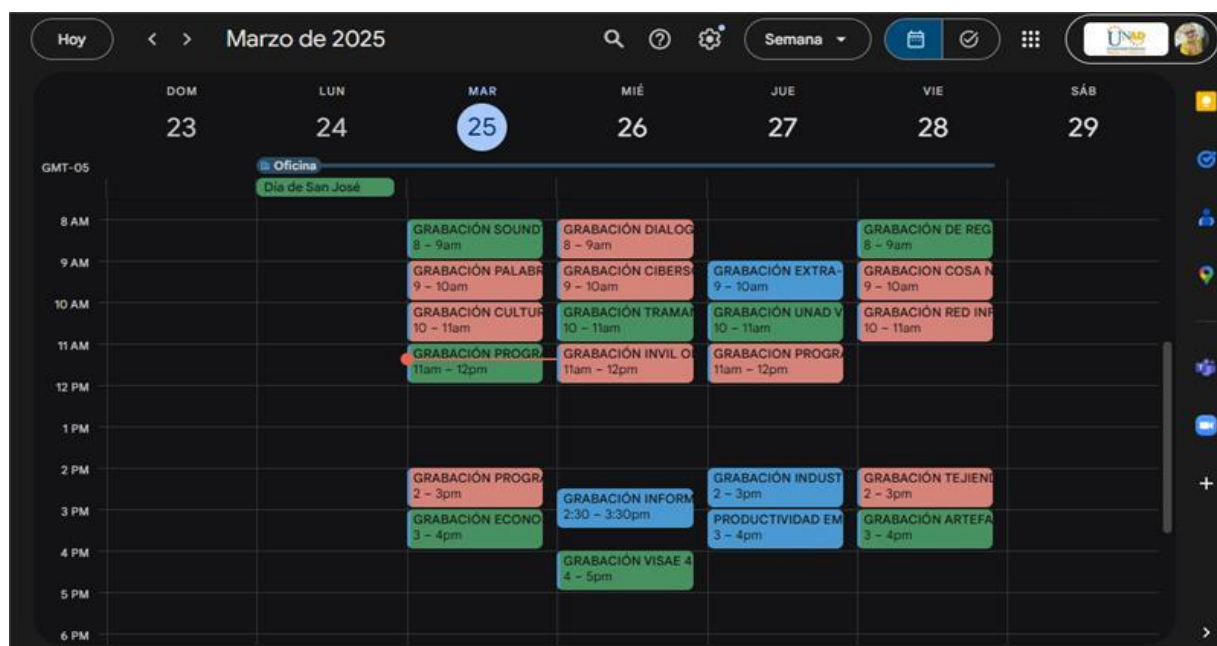 Hoy
Marzo de 2025
Semana
UNAD
DOM LUN MAR MIÉ JUE VIE SÁB
23 24 25 26 27 28 29
GMT-05
Oficina
Día de San José
8 AM
GRABACIÓN SOUND
8 – 9am
GRABACIÓN DIALOG
8 – 9am
GRABACIÓN DE REG
8 – 9am
9 AM
GRABACIÓN PALABR
9 – 10am
GRABACIÓN CIBERS
9 – 10am
GRABACIÓN EXTRA-
9 – 10am
GRABACION COSA N
9 – 10am
10 AM
GRABACIÓN CULTUR
10 – 11am
GRABACIÓN TRAMA
10 – 11am
GRABACIÓN UNAD V
10 – 11am
GRABACIÓN RED INF
10 – 11am
11 AM
GRABACIÓN PROGRA
11am – 12pm
GRABACIÓN INVIL O
11am – 12pm
GRABACION PROGRA
11am – 12pm
12 PM
1 PM
2 PM
GRABACIÓN PROGRA
2 – 3pm
GRABACIÓN INFORM
2:30 – 3:30pm
GRABACIÓN INDUST
2 – 3pm
GRABACIÓN TEJIEND
2 – 3pm
3 PM
GRABACIÓN ECONO
3 – 4pm
PRODUCTIVIDAD EM
3 – 4pm
GRABACIÓN ARTEFA
3 – 4pm
4 PM
GRABACIÓN VISAE 4
4 – 5pm
5 PM
6 PM